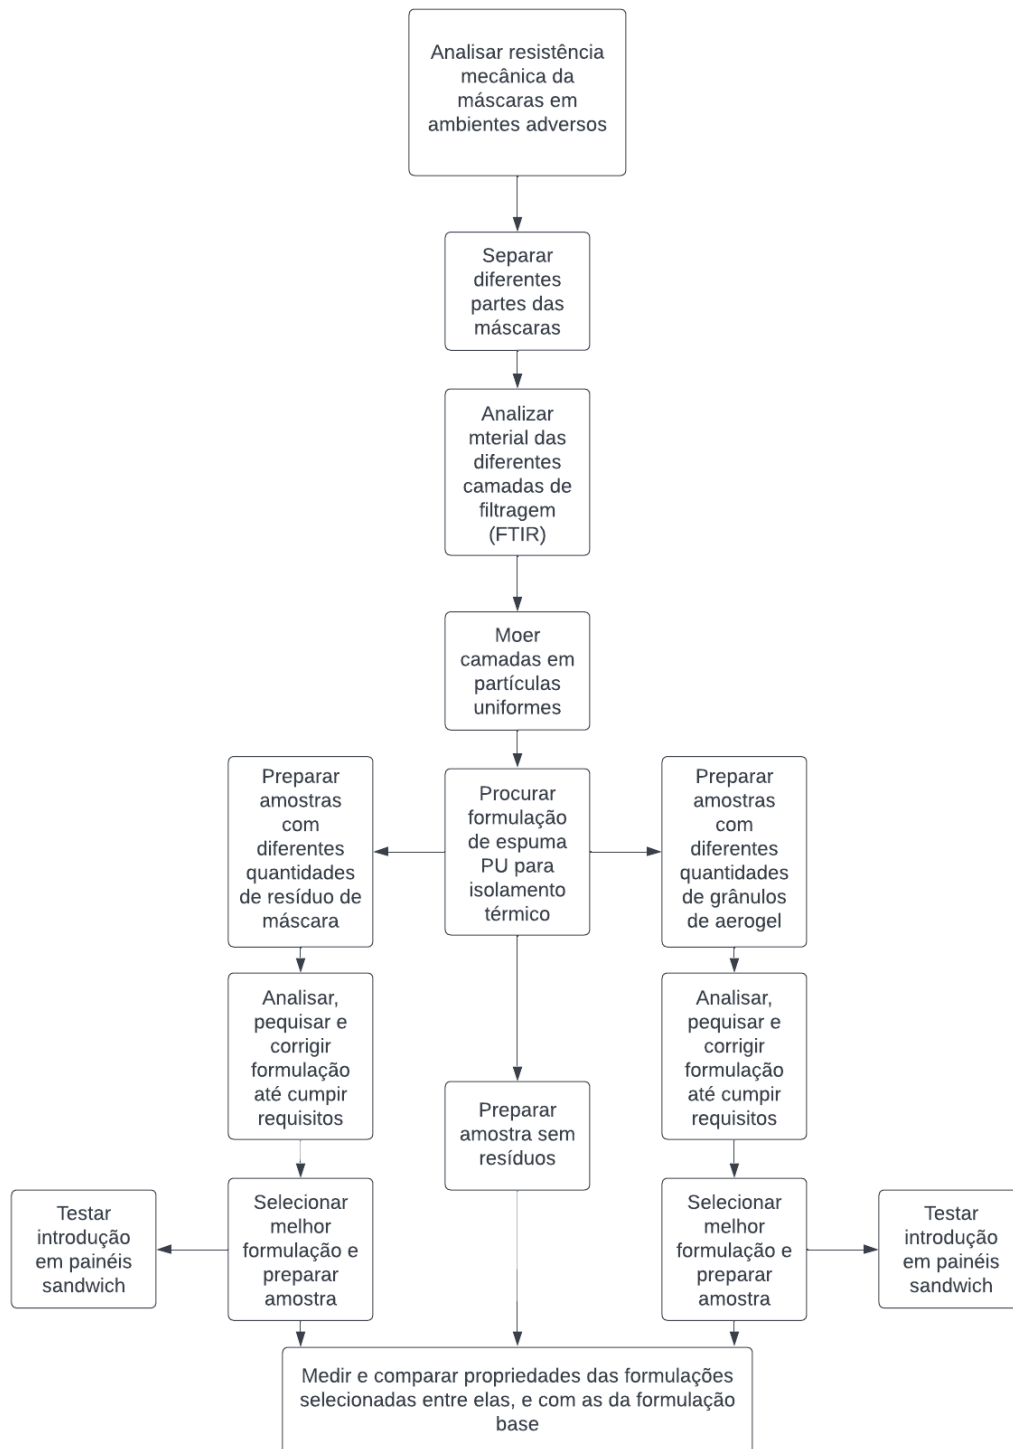 Analisar resistência
mecânica da
máscaras em
ambientes adversos
Separar
diferentes
partes das
máscaras
Analizar
mterial das
diferentes
camadas de
filtragem
(FTIR)
Moer
camadas em
partículas
uniformes
Preparar
amostras
com
diferentes
quantidades
de resíduo de
máscara
Procurar
formulação
de espuma
PU para
isolamento
térmico
Preparar
amostras
com
diferentes
quantidades
de grânulos
de aerogel
Analisar,
pequisar e
corrigir
formulação
até cumpir
requisitos
Preparar
amostra sem
resíduos
Analisar,
pequisar e
corrigir
formulação
até cumpir
requisitos
Testar
introdução
em painéis
sandwich
Selecionar
melhor
formulação e
preparar
amostra
Selecionar
melhor
formulação e
preparar
amostra
Testar
introdução
em painéis
sandwich
Medir e comparar propriedades das formulações
selecionadas entre elas, e com as da formulação
base